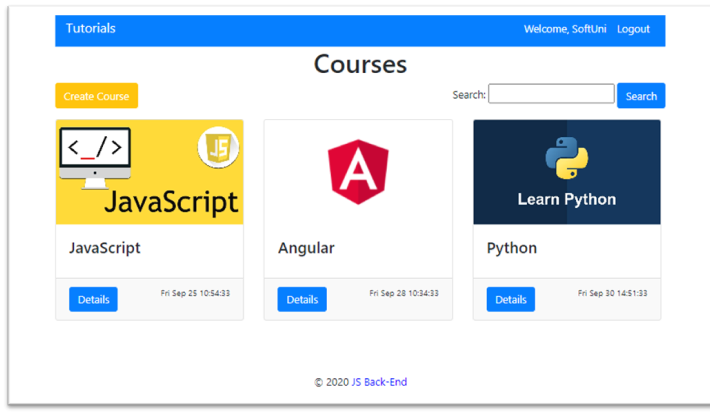 Tutorials Welcome, SoftUni Logout
Courses
Create Course Search: Search
<_/> JS
JavaScript
A
Learn Python
JavaScript Angular Python
Details Fri Sep 25 10:54:33 Details Fri Sep 28 10:34:33 Details Fri Sep 30 14:51:33
© 2020 JS Back-End